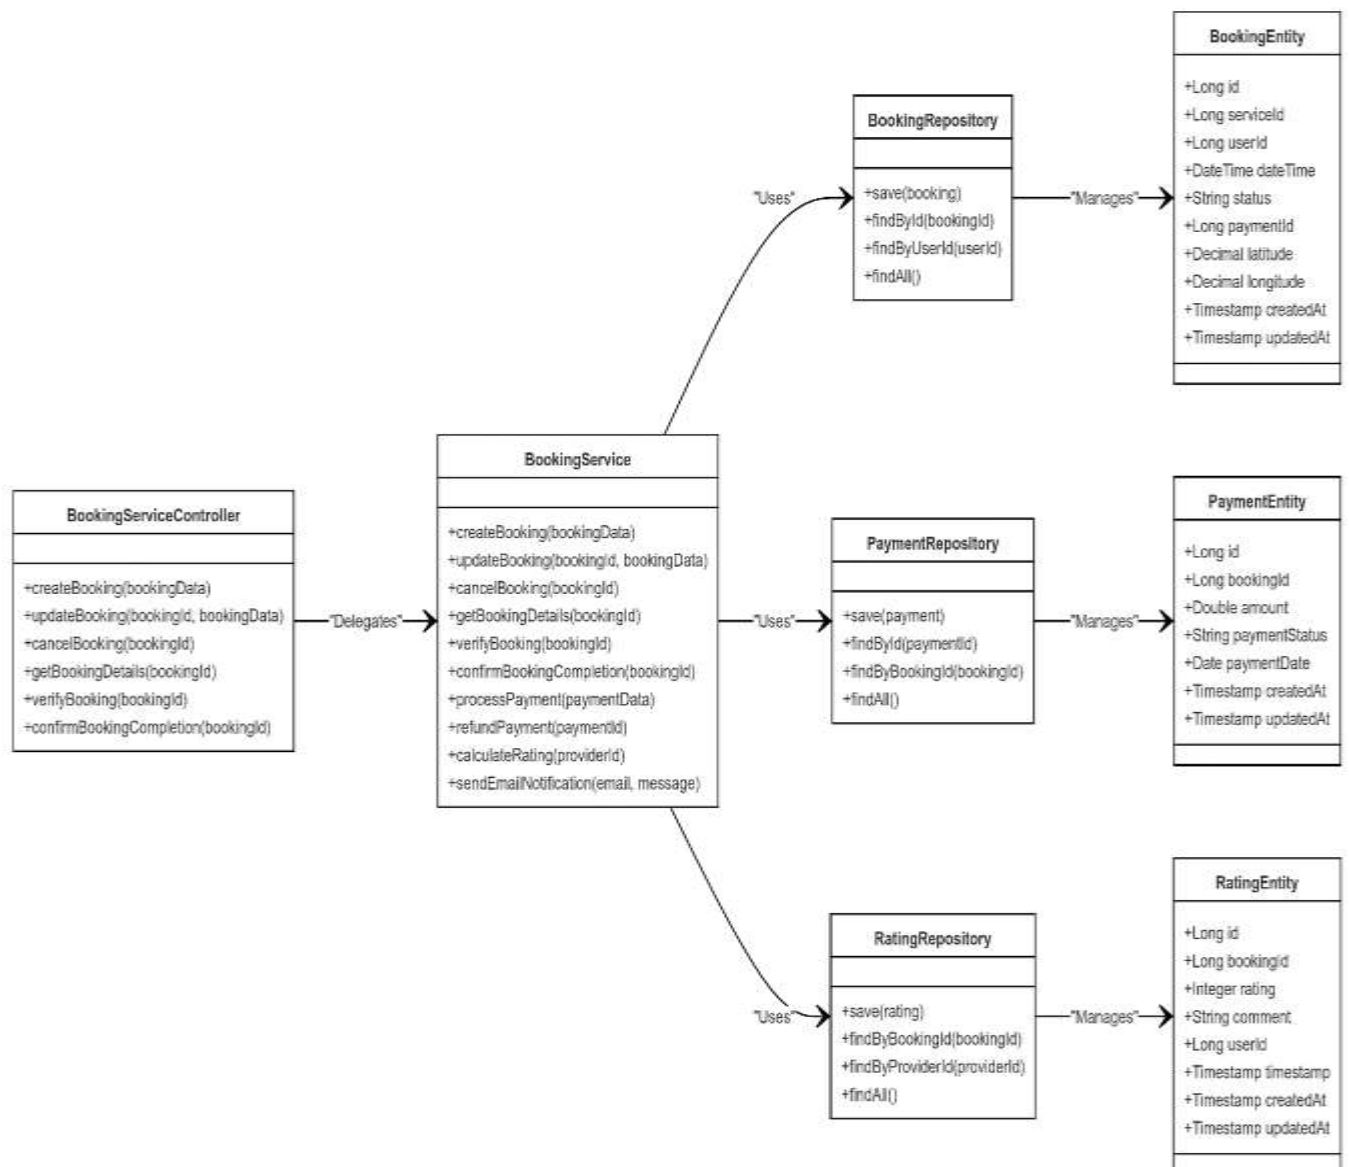 BookingServiceController
+createBooking(bookingData)
+updateBooking(bookingId, bookingData)
+cancelBooking(bookingId)
+getBookingDetails(bookingId)
+verifyBooking(bookingId)
+confirmBookingCompletion(bookingId)
"Delegates"
BookingService
+createBooking(bookingData)
+updateBooking(bookingId, bookingData)
+cancelBooking(bookingId)
+getBookingDetails(bookingId)
+verifyBooking(bookingId)
+confirmBookingCompletion(bookingId)
+processPayment(paymentData)
+refundPayment(paymentId)
+calculateRating(providerId)
+sendEmailNotification(email, message)
"Uses"
BookingRepository
+save(booking)
+findById(bookingId)
+findByUserId(userId)
+findAll()
"Manages"
BookingEntity
+Long id
+Long serviceId
+Long userId
+DateTime dateTime
+String status
+Long paymentId
+Decimal latitude
+Decimal longitude
+Timestamp createdAt
+Timestamp updatedAt
"Uses"
PaymentRepository
+save(payment)
+findById(paymentId)
+findByBookingId(bookingId)
+findAll()
"Manages"
PaymentEntity
+Long id
+Long bookingId
+Double amount
+String paymentStatus
+Date paymentDate
+Timestamp createdAt
+Timestamp updatedAt
"Uses"
RatingRepository
+save(rating)
+findByBookingId(bookingId)
+findByProviderId(providerId)
+findAll()
"Manages"
RatingEntity
+Long id
+Long bookingId
+Integer rating
+String comment
+Long userId
+Timestamp timestamp
+Timestamp createdAt
+Timestamp updatedAt